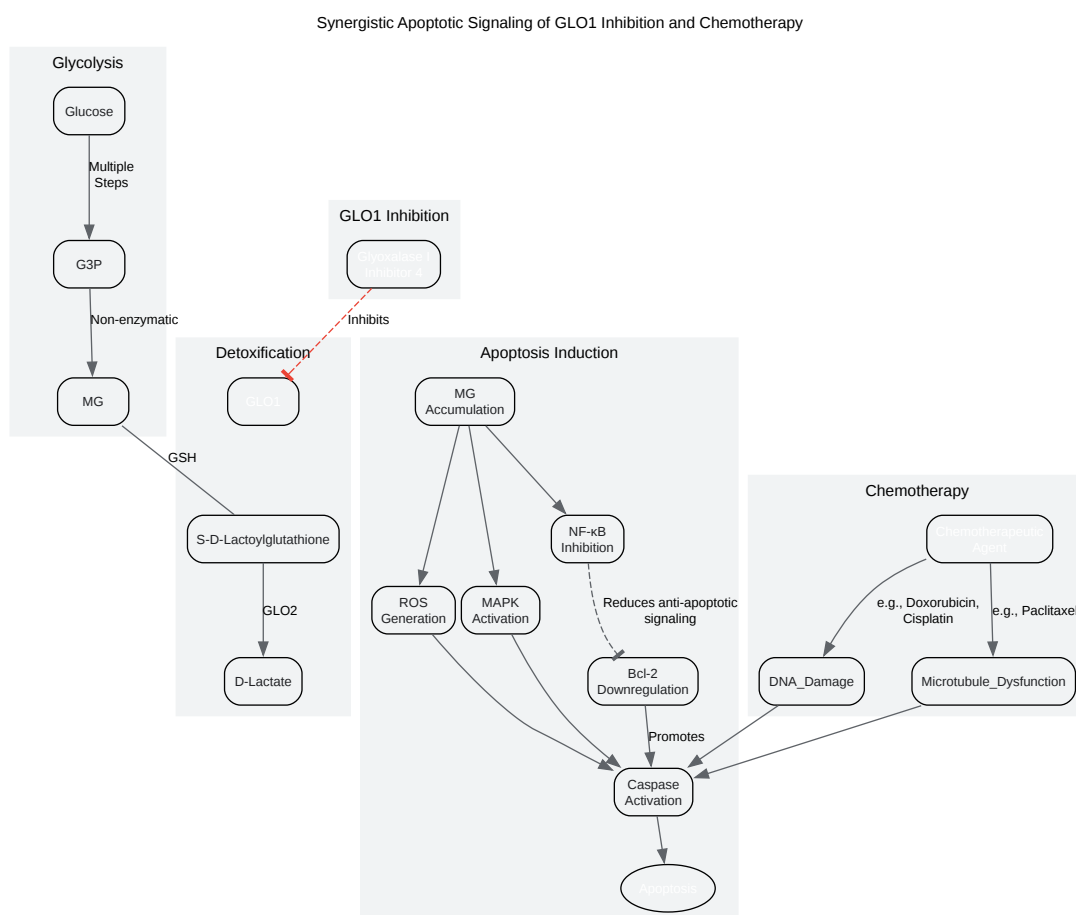 Synergistic Apoptotic Signaling of GLO1 Inhibition and Chemotherapy
Glycolysis
Glucose
Multiple
Steps
G3P
Non-enzymatic
MG
GSH
GLO1 Inhibition
Glyoxalase I
inhibitor 4
Inhibits
Detoxification
GLO1
S-D-Lactoylglutathione
GLO2
D-Lactate
Apoptosis Induction
MG
Accumulation
NF-κB
Inhibition
ROS
Generation
MAPK
Activation
Reduces anti-apoptotic
signaling
Bcl-2
Downregulation
Promotes
Caspase
Activation
Apoptosis
Chemotherapy
Chemotherapeutic
Agent
e.g., Doxorubicin,
Cisplatin
e.g., Paclitaxel
DNA_Damage
Microtubule_Dysfunction